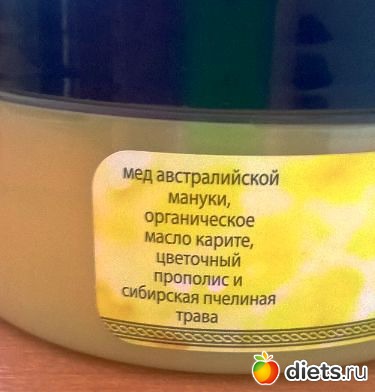 мед австралийской
мануки,
органическое
масло карите,
цветочный
прополис и
сибирская пчелиная
трава
diets.ru